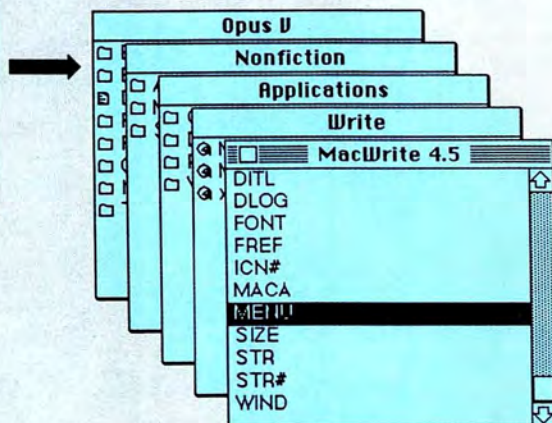 Opus V
Nonfiction
Applications
Write
MacWrite 4.5
DITL
DLOG
FONT
FREF
ICN#
MACA
MENU
SIZE
STR
STR#
WIND